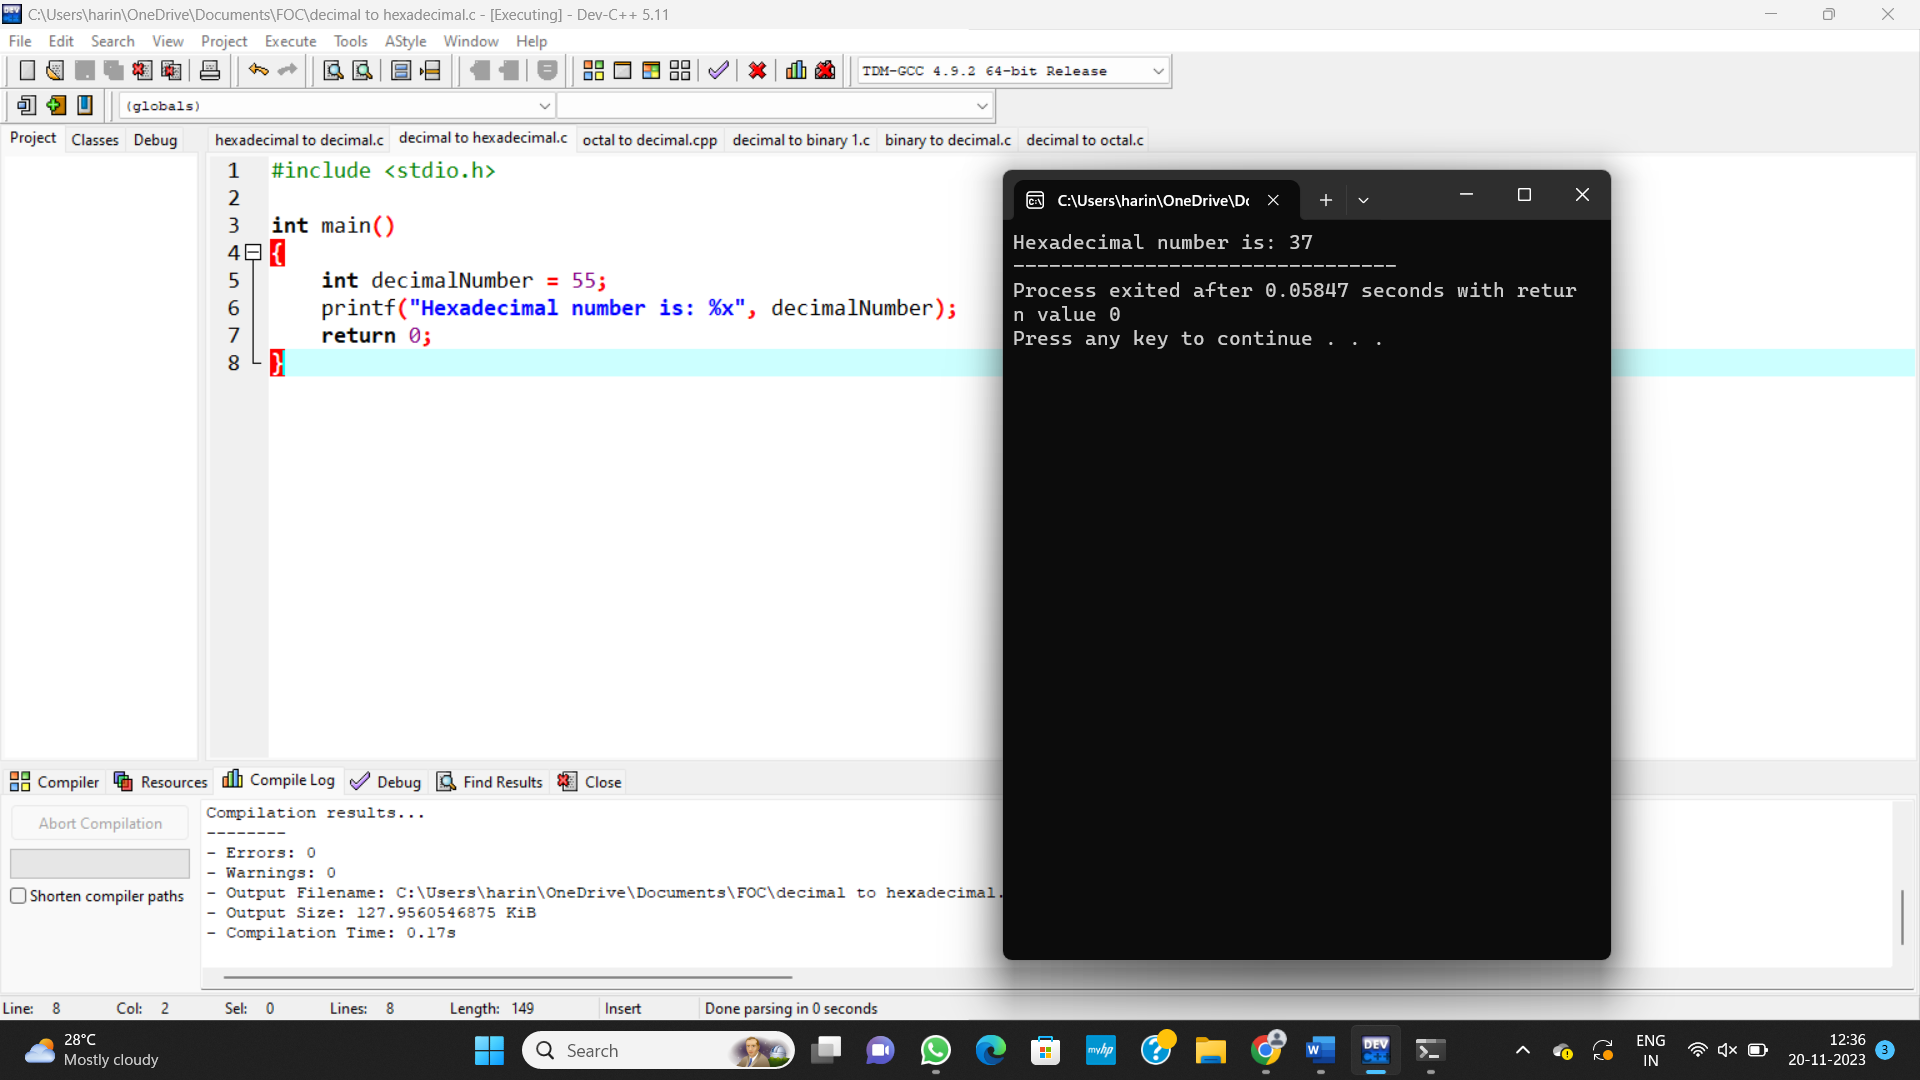 C:\Users\harin\OneDrive\Documents\FOC\decimal to hexadecimal.c - [Executing] - Dev-C++ 5.11
File Edit Search View Project Execute Tools AStyle Window Help
TDM-GCC 4.9.2 64-bit Release
(globals)
Project Classes Debug
hexadecimal to decimal.c decimal to hexadecimal.c octal to decimal.cpp decimal to binary 1.c binary to decimal.c decimal to octal.c
1 #include <stdio.h>
2
3 int main()
4 {
5 int decimalNumber = 55;
6 printf("Hexadecimal number is: %x", decimalNumber);
7 return 0;
8 }
C:\Users\harin\OneDrive\Dc
Hexadecimal number is: 37
--------------------------------
Process exited after 0.05847 seconds with retur
n value 0
Press any key to continue . . .
Compiler Resources Compile Log Debug Find Results Close
Abort Compilation
Shorten compiler paths
Compilation results...
--------
- Errors: 0
- Warnings: 0
- Output Filename: C:\Users\harin\OneDrive\Documents\FOC\decimal to hexadecimal.
- Output Size: 127.9560546875 KiB
- Compilation Time: 0.17s
Line: 8 Col: 2 Sel: 0 Lines: 8 Length: 149 Insert Done parsing in 0 seconds
28°C
Mostly cloudy
Search
myhp
W
DEV
C++
ENG
IN
12:36
20-11-2023
3